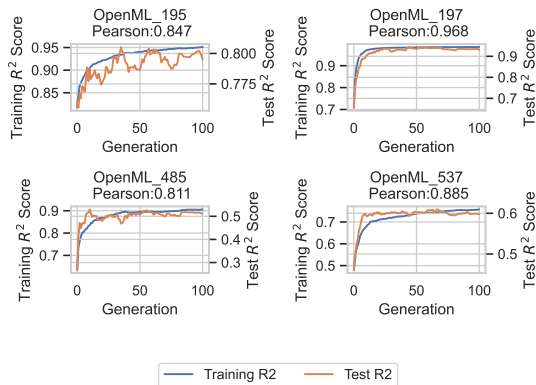 OpenML_195
Pearson:0.847
0.95
0.90
0.85
Training R² Score
0.800
0.775
Test R² Score
0 50 100
Generation
OpenML_197
Pearson:0.968
1.0
0.9
0.8
0.7
Training R² Score
0.9
0.8
0.7
Test R² Score
0 50 100
Generation
OpenML_485
Pearson:0.811
0.9
0.8
0.7
Training R² Score
0.5
0.4
0.3
Test R² Score
0 50 100
Generation
OpenML_537
Pearson:0.885
0.7
0.6
0.5
Training R² Score
0.6
0.5
Test R² Score
0 50 100
Generation
Training R2 Test R2